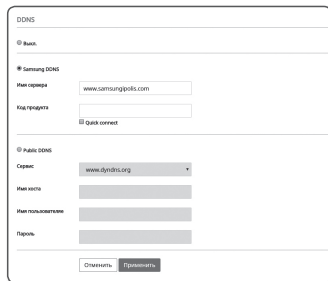 DDNS
Выкл.
Samsung DDNS
Имя сервера
www.samsungipolis.com
Код продукта
Quick connect
Public DDNS
Сервис
www.dyndns.org
Имя хоста
Имя пользователя
Пароль
Отменить Применить